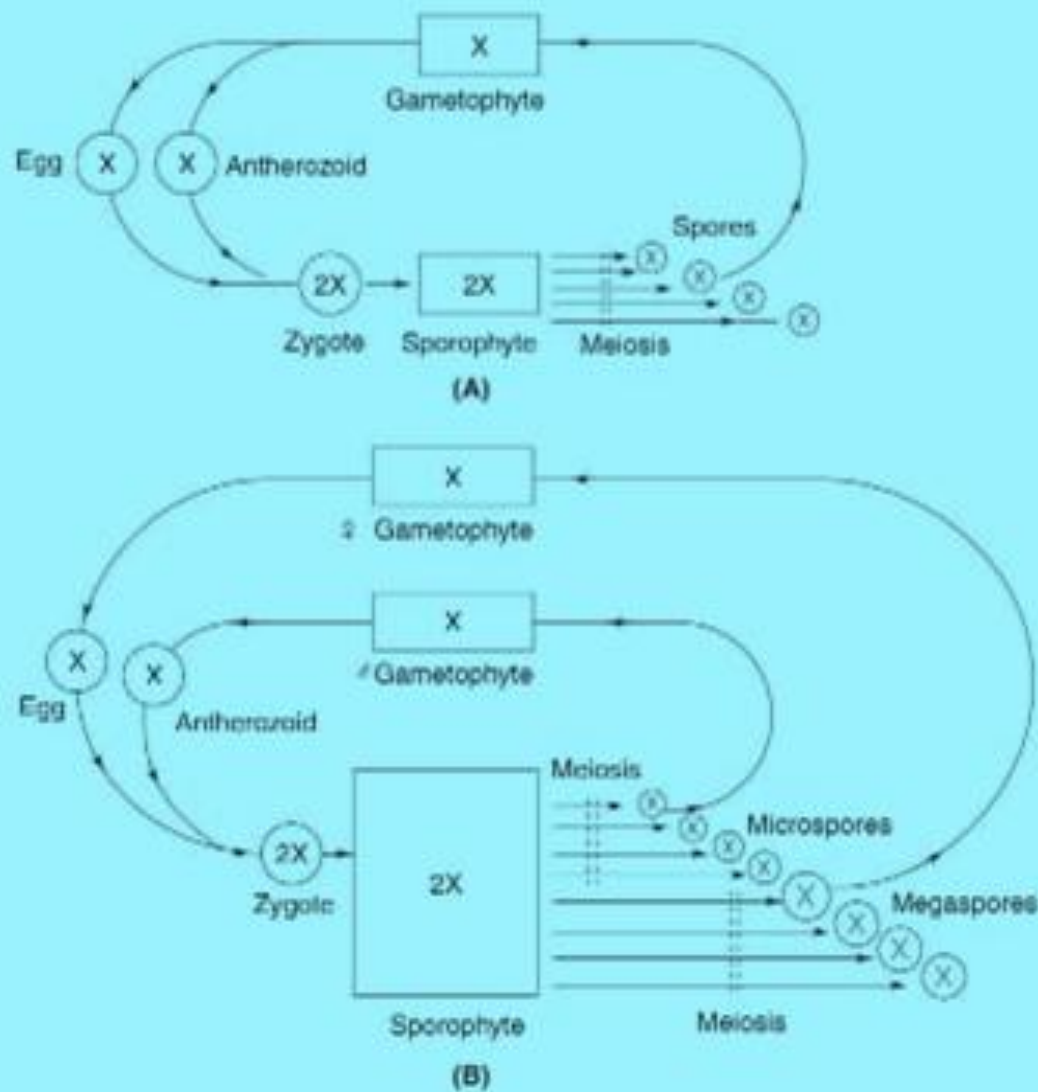 X
Gametophyte
Egg X X Antherozoid
Spores
X
X
X
X
2X 2X
Zygote Sporophyte Meiosis
(A)
X
♀ Gametophyte
X
Gametophyte
X X
Egg
Antherozoid
Meiosis
X
X
Microspores
X
X
2X 2X
Zygote
X
Megaspores
X
X
X
Sporophyte Meiosis
(B)